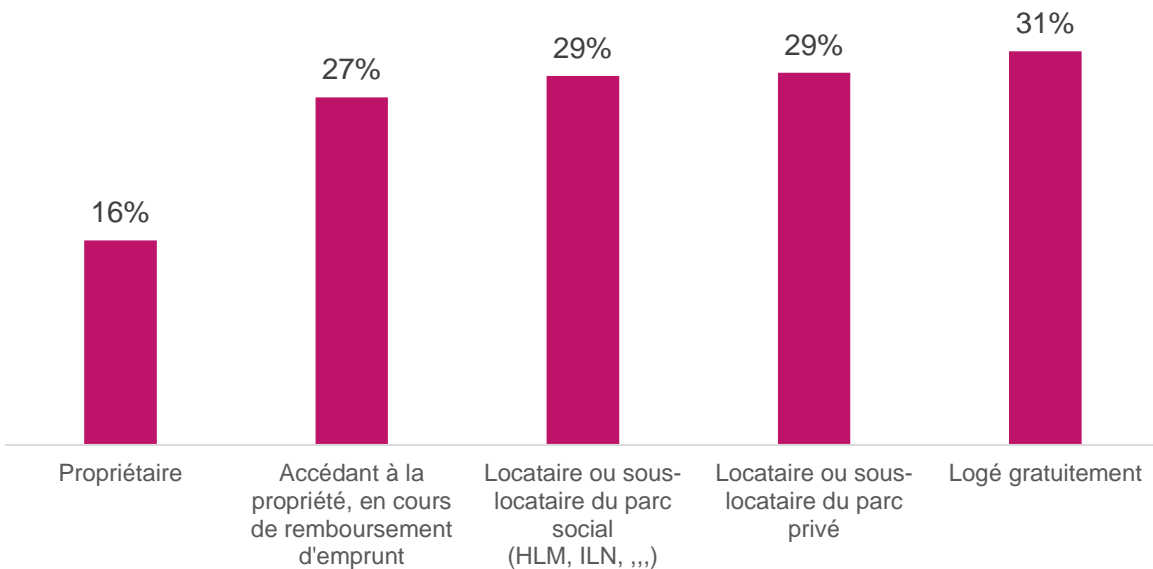 16%
27%
29%
29%
31%
Propriétaire
Accédant à la
propriété, en cours
de remboursement
d'emprunt
Locataire ou sous-
locataire du parc
social
(HLM, ILN, ,,,)
Locataire ou sous-
locataire du parc
privé
Logé gratuitement